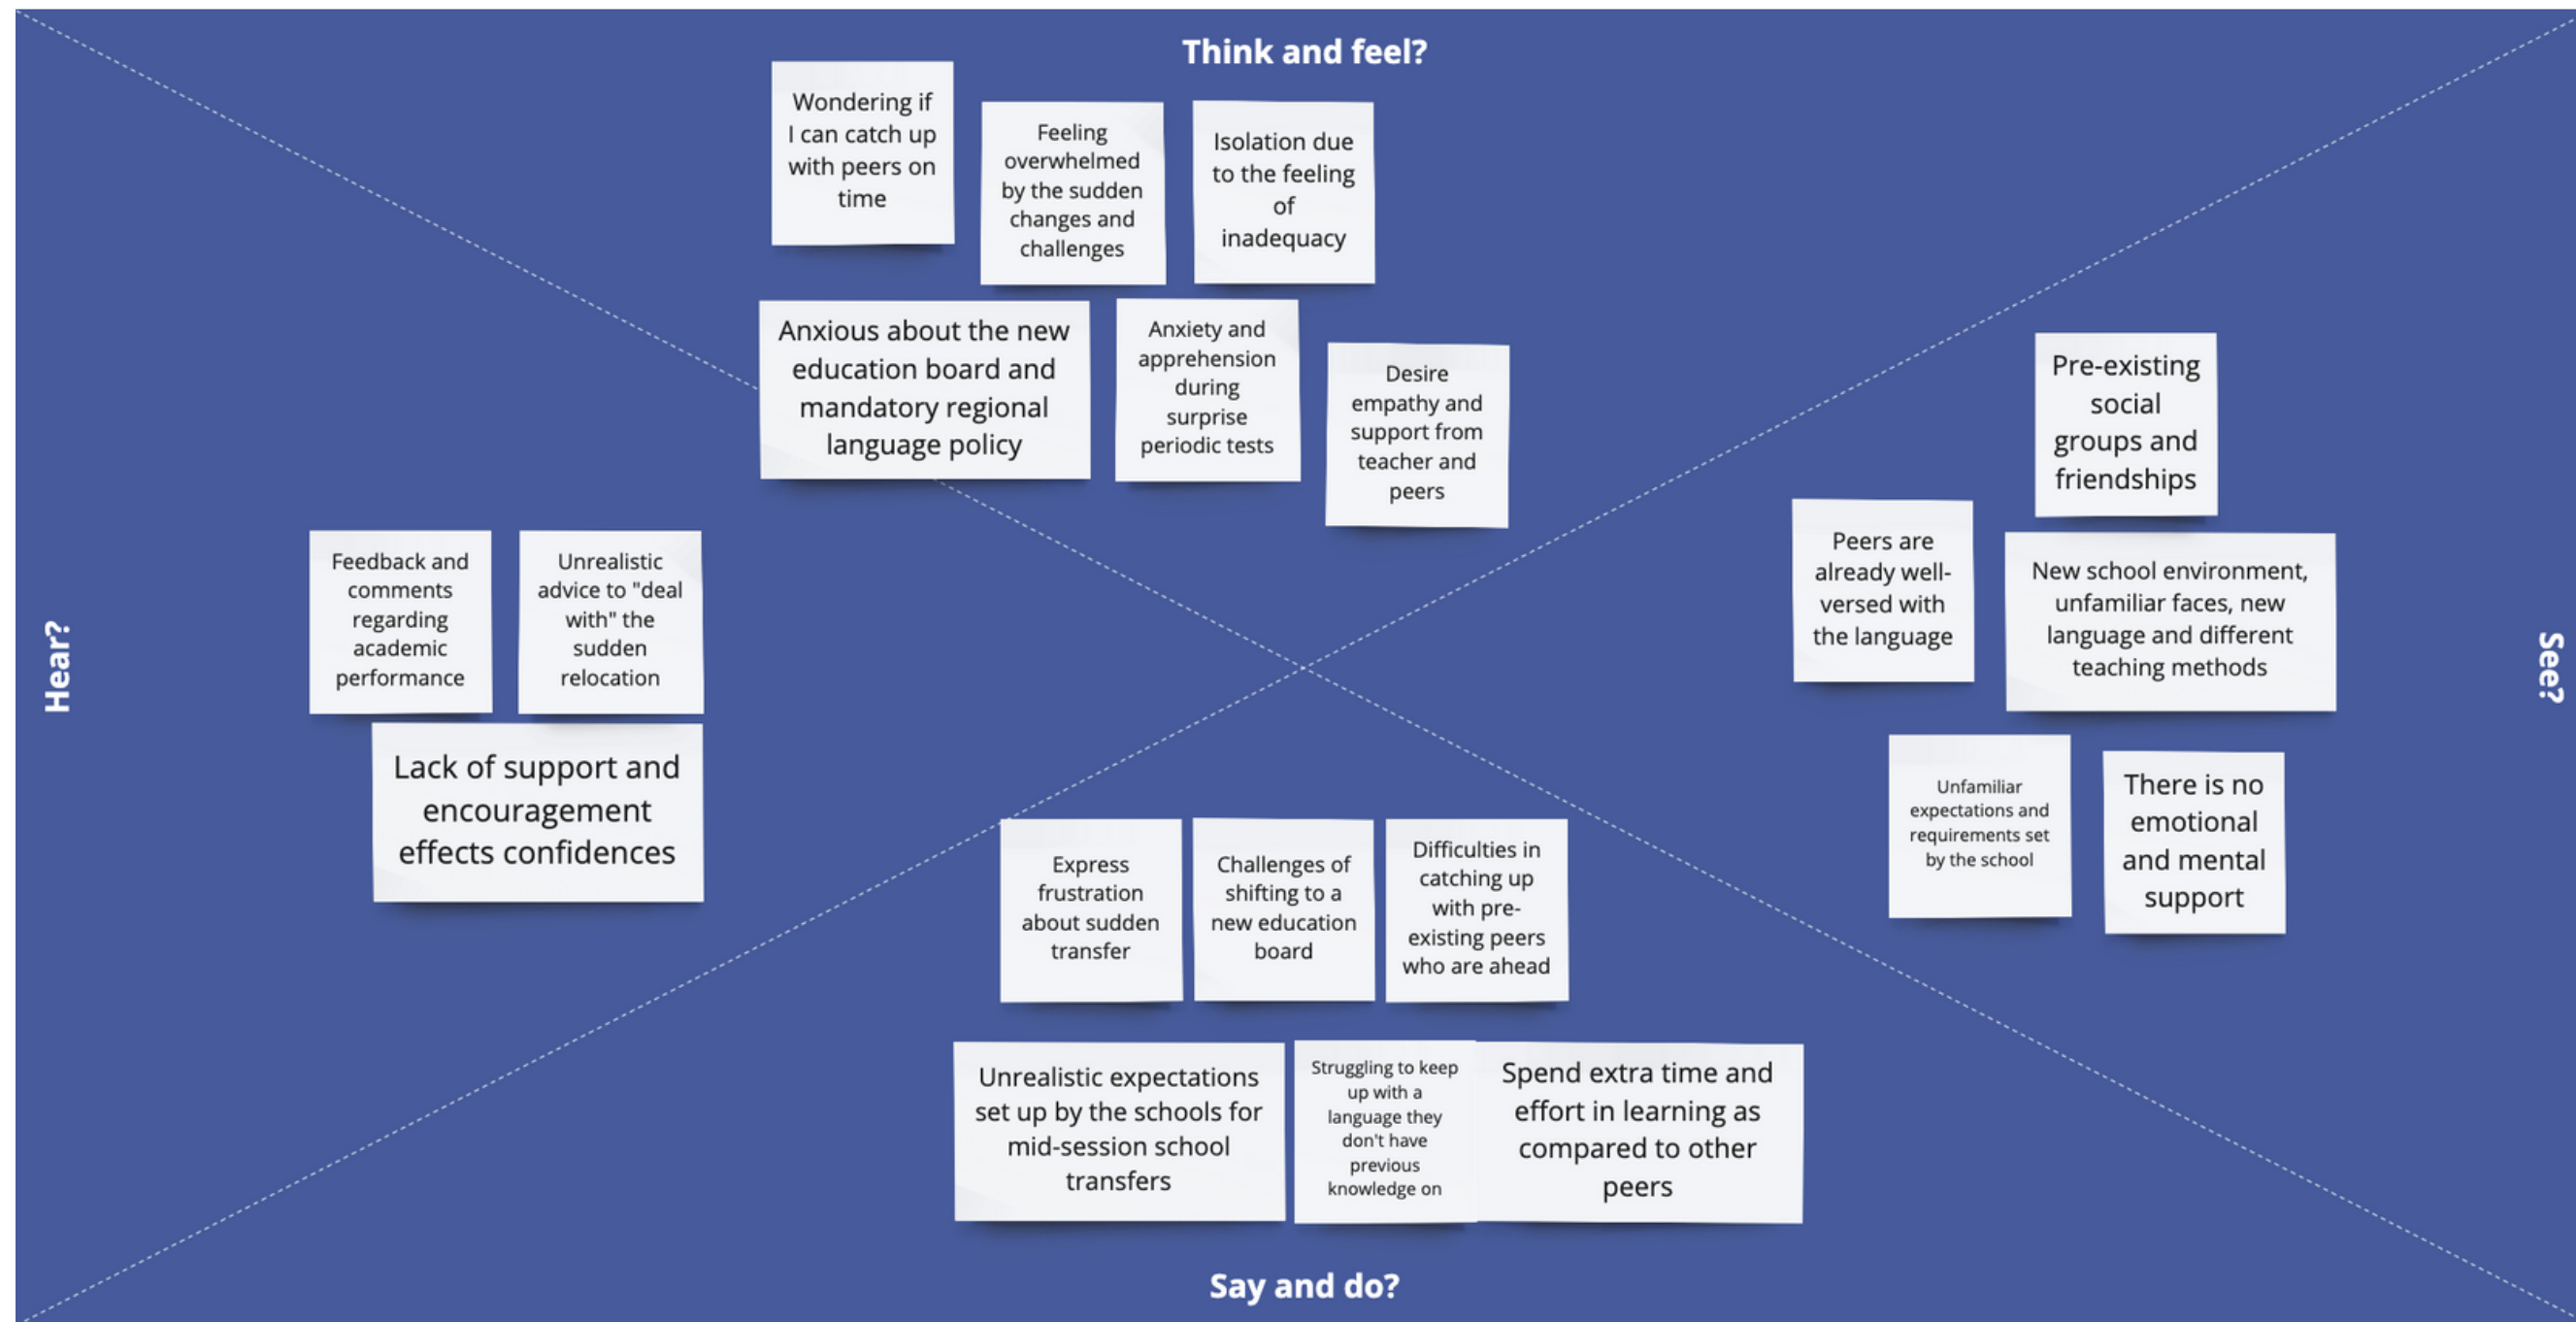 Think and feel?
Wondering if
I can catch up
with peers on
time
Feeling
overwhelmed
by the sudden
changes and
challenges
Isolation due
to the feeling
of
inadequacy
Anxious about the new
education board and
mandatory regional
language policy
Anxiety and
apprehension
during
surprise
periodic tests
Desire
empathy and
support from
teacher and
peers
Hear?
Feedback and
comments
regarding
academic
performance
Unrealistic
advice to "deal
with" the
sudden
relocation
Lack of support and
encouragement
effects confidences
See?
Pre-existing
social
groups and
friendships
Peers are
already well-
versed with
the language
New school environment,
unfamiliar faces, new
language and different
teaching methods
Unfamiliar
expectations and
requirements set
by the school
There is no
emotional
and mental
support
Express
frustration
about sudden
transfer
Challenges of
shifting to a
new education
board
Difficulties in
catching up
with pre-
existing peers
who are ahead
Unrealistic expectations
set up by the schools for
mid-session school
transfers
Struggling to keep
up with a
language they
don't have
previous
knowledge on
Spend extra time and
effort in learning as
compared to other
peers
Say and do?